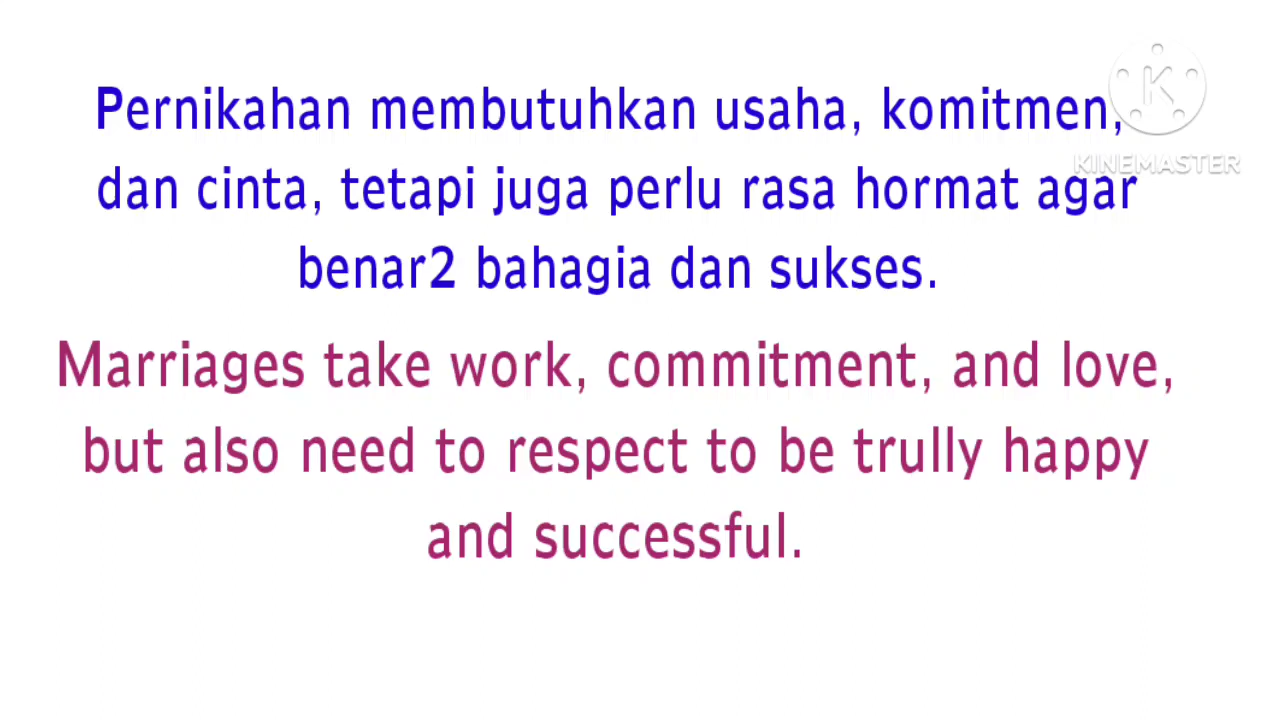 Pernikahan membutuhkan usaha, komitmen,
dan cinta, tetapi juga perlu rasa hormat agar
benar2 bahagia dan sukses.
Marriages take work, commitment, and love,
but also need to respect to be trully happy
and successful.
K
KINEMASTER